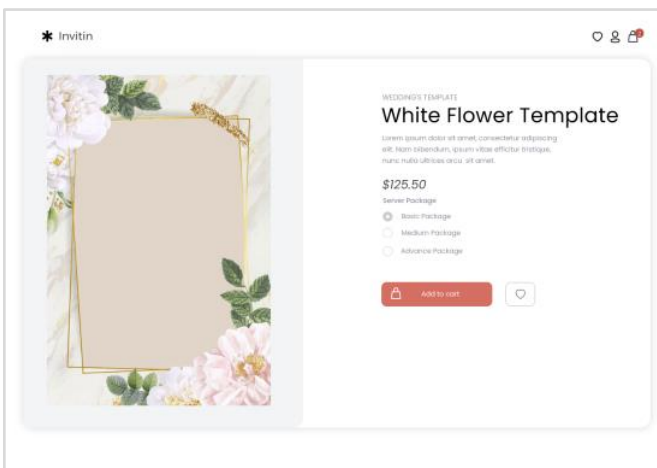 Invitin
2
WEDDING'S TEMPLATE
White Flower Template
Lorem ipsum dolor sit amet, consectetur adipiscing
elit. Nam bibendum, ipsum vitae efficitur tristique,
nunc nulla ultrices arcu, sit amet.
$125.50
Server Package
Basic Package
Medium Package
Advance Package
Add to cart